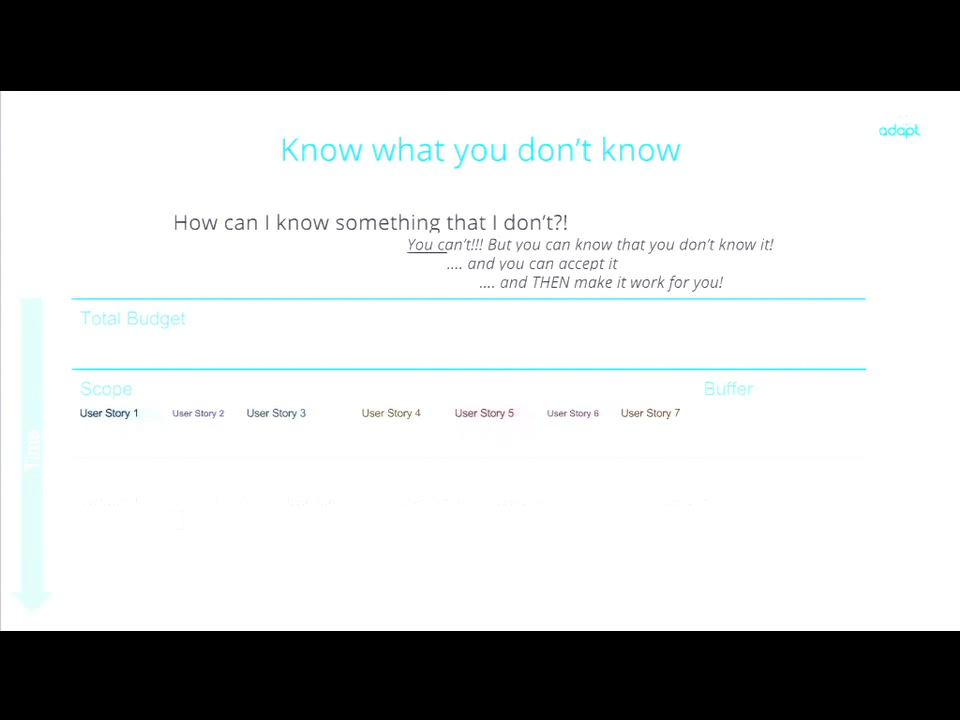 adapt
Know what you don't know
How can I know something that I don't?!
You can't!!! But you can know that you don't know it!
.... and you can accept it
.... and THEN make it work for you!
Total Budget
Scope Buffer
User Story 1 User Story 2 User Story 3 User Story 4 User Story 5 User Story 6 User Story 7
Time